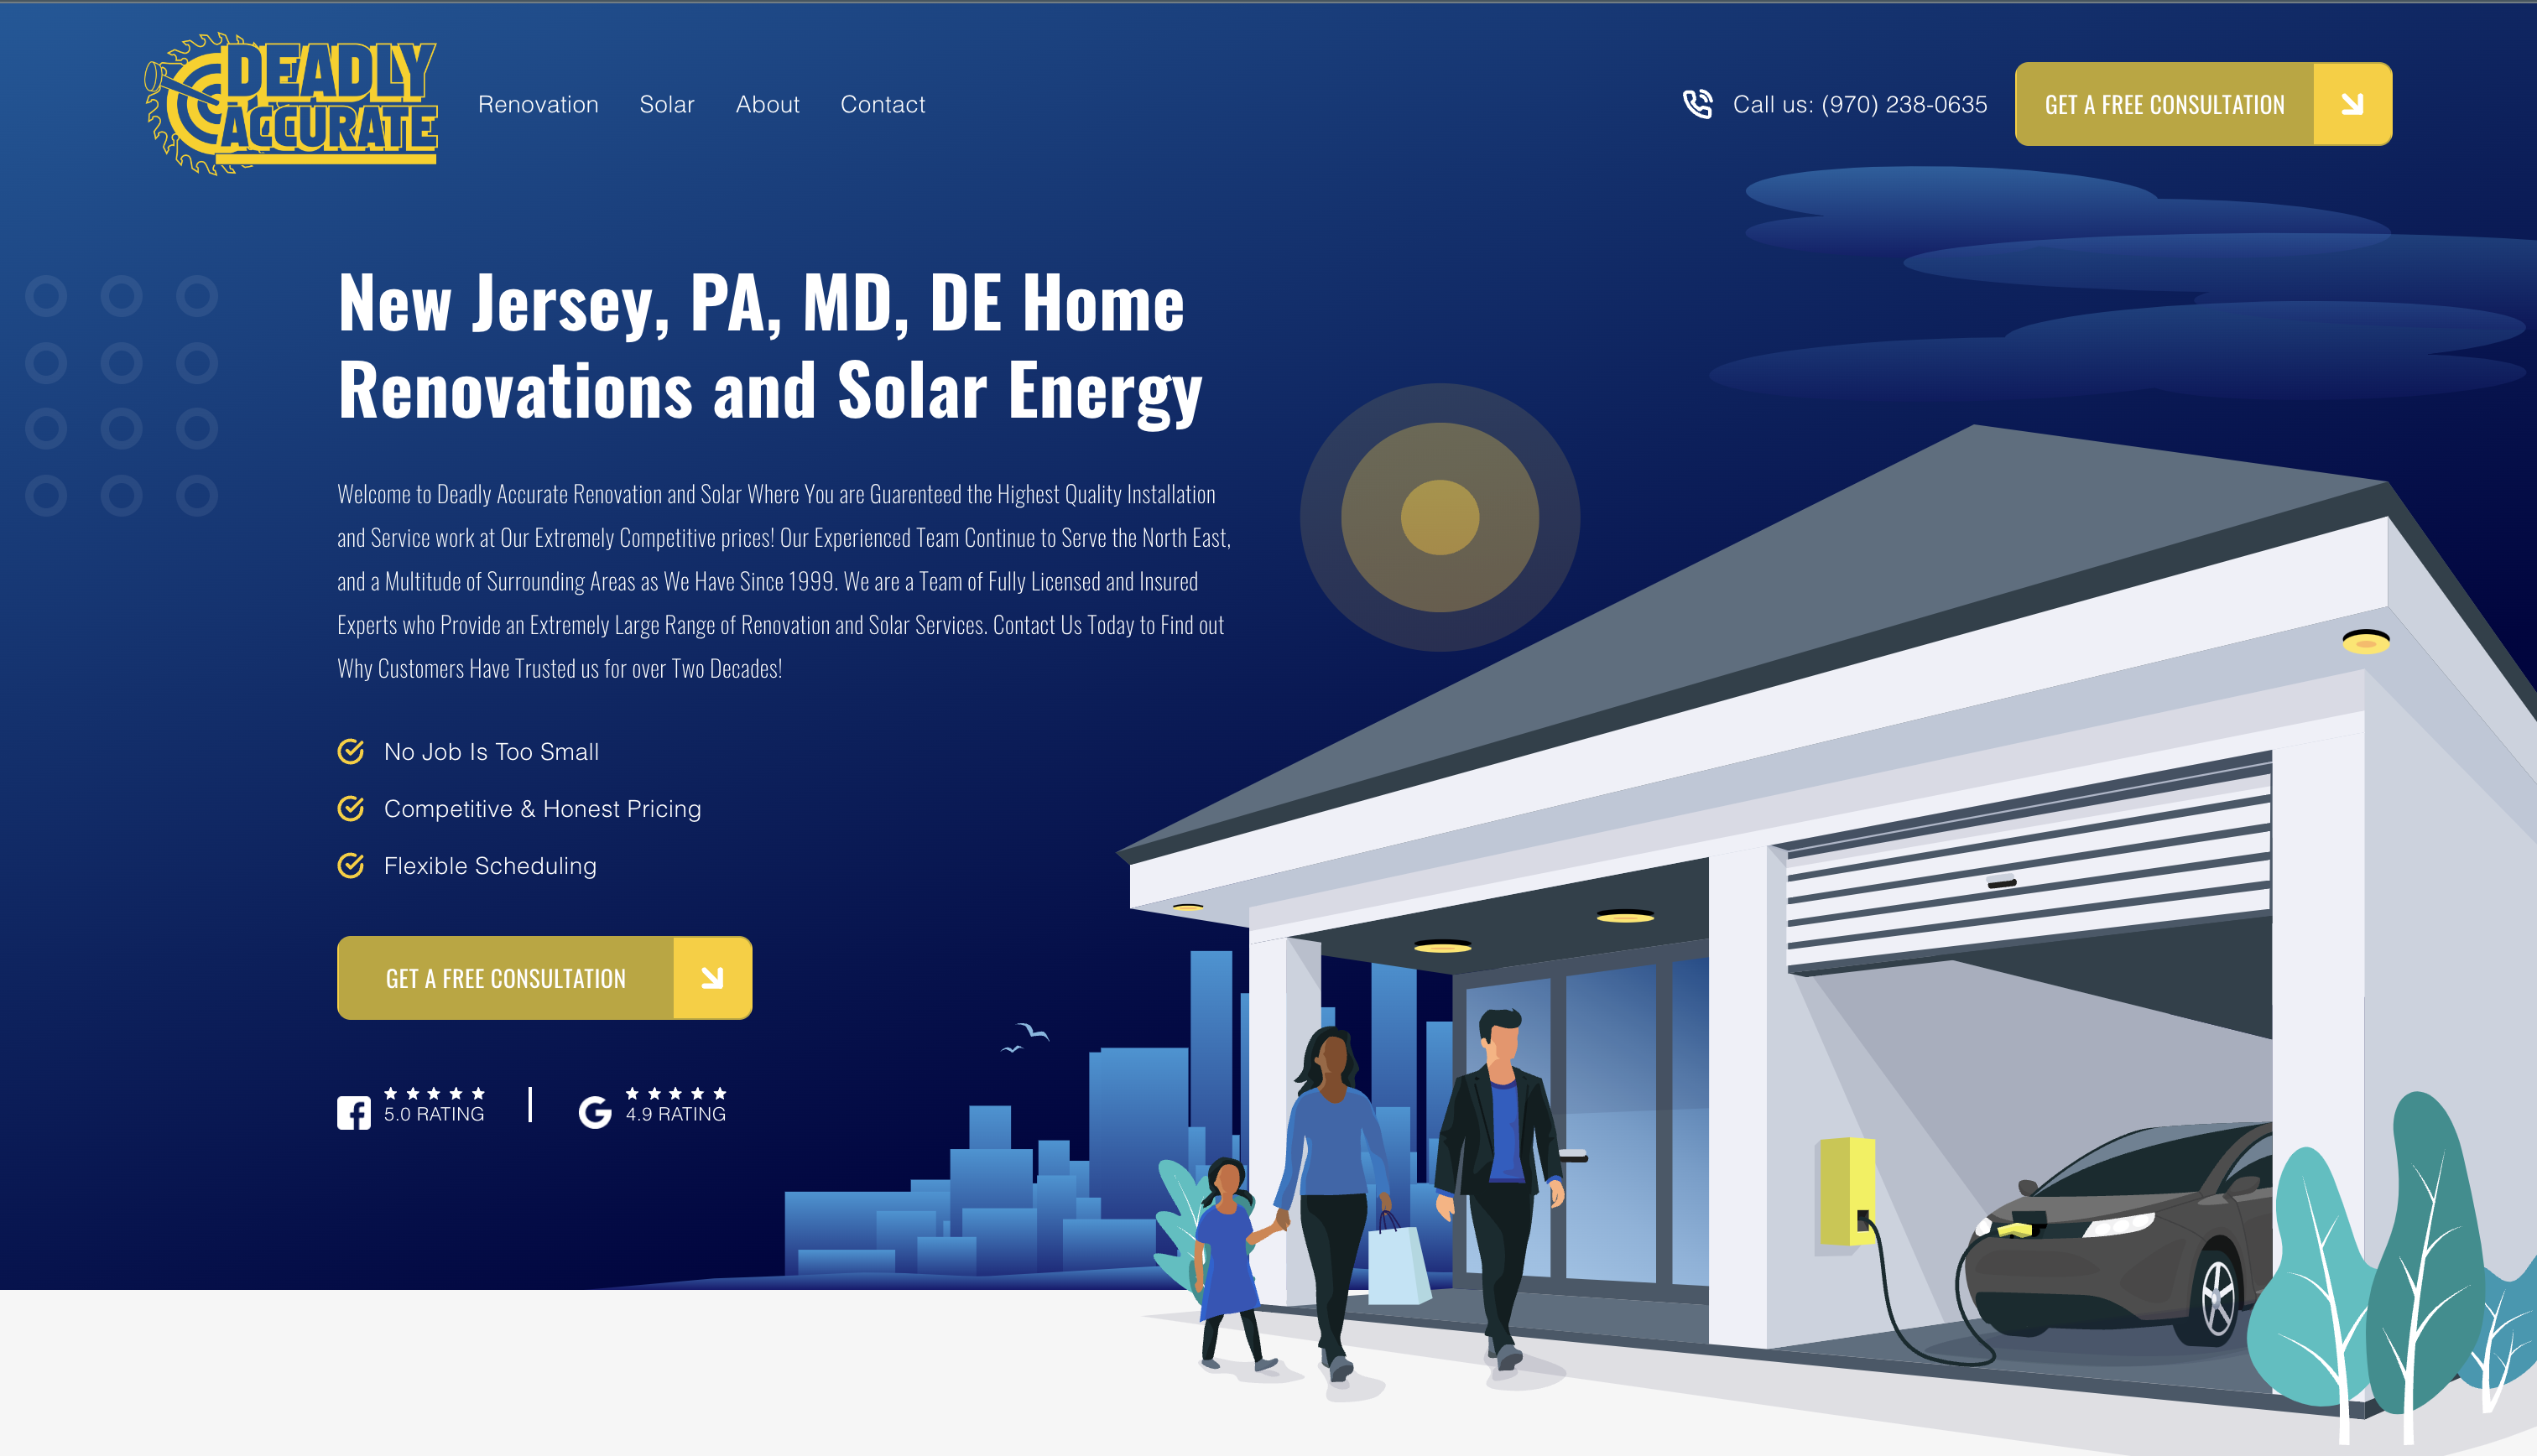 DEADLY
ACCURATE
Renovation
Solar
About
Contact
Call us: (970) 238-0635
GET A FREE CONSULTATION
New Jersey, PA, MD, DE Home
Renovations and Solar Energy
Welcome to Deadly Accurate Renovation and Solar Where You are Guarenteed the Highest Quality Installation
and Service work at Our Extremely Competitive prices! Our Experienced Team Continue to Serve the North East,
and a Multitude of Surrounding Areas as We Have Since 1999. We are a Team of Fully Licensed and Insured
Experts who Provide an Extremely Large Range of Renovation and Solar Services. Contact Us Today to Find out
Why Customers Have Trusted us for over Two Decades!
No Job Is Too Small
Competitive & Honest Pricing
Flexible Scheduling
GET A FREE CONSULTATION
5.0 RATING
4.9 RATING